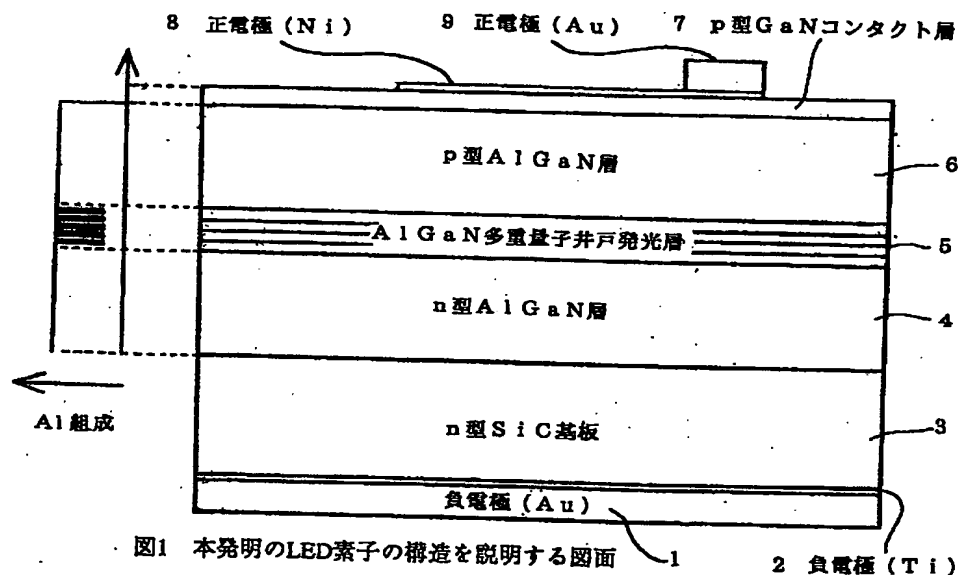 8 正電極(Ni) 9 正電極(Au) 7 p型GaNコンタクト層
p型AlGaN層 6
AlGaN多重量子井戸発光層 5
n型AlGaN層 4
Al組成
n型SiC基板 3
負電極(Au)
図1 本発明のLED素子の構造を説明する図面 1
2 負電極(Ti)